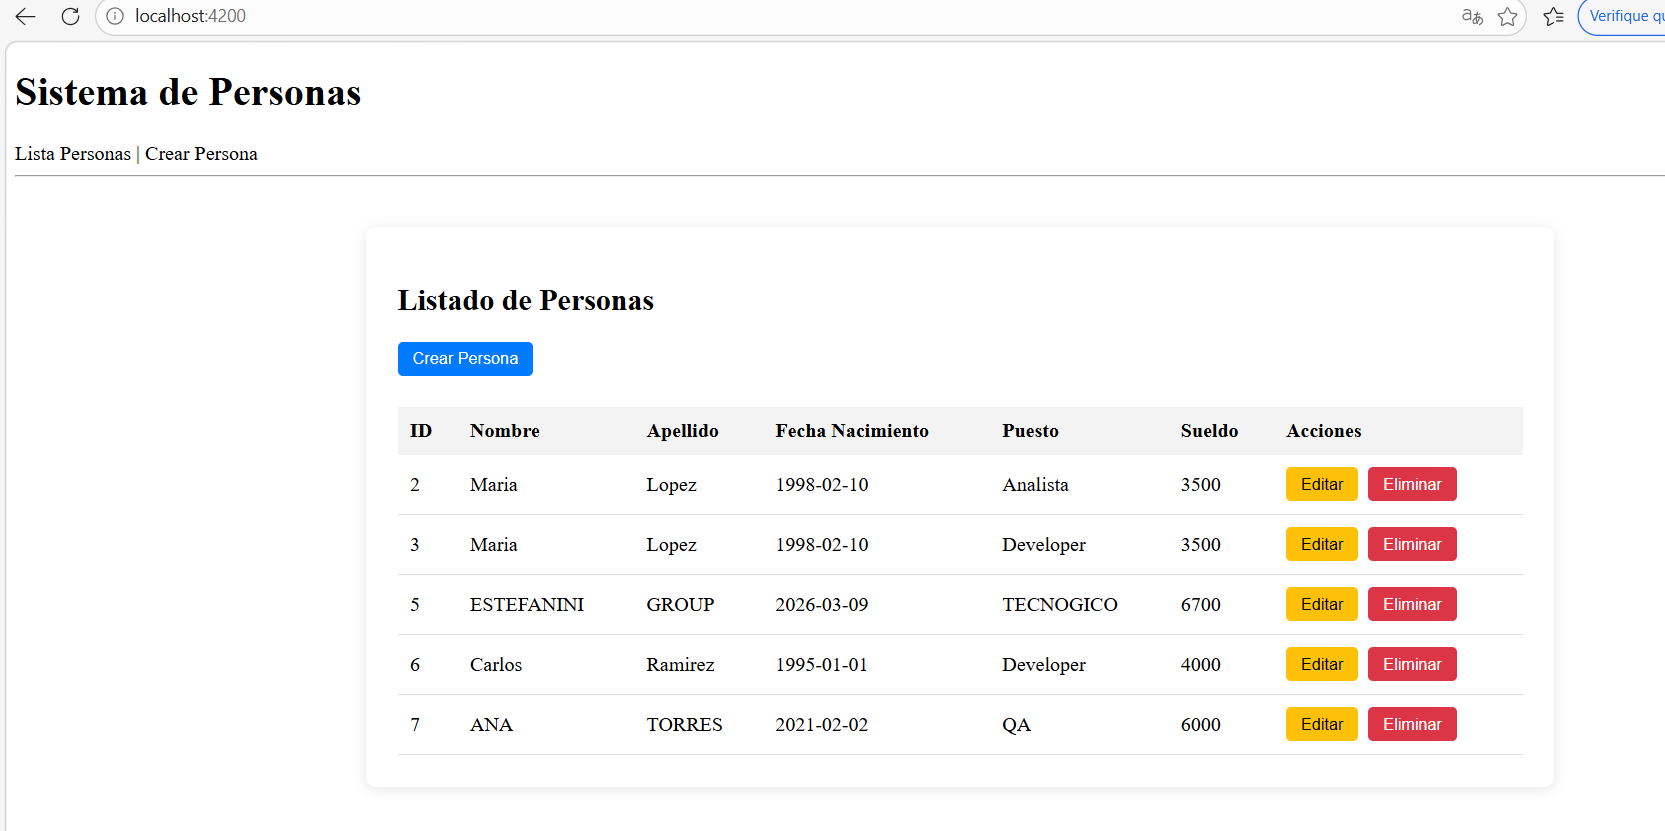 localhost:4200
Verifique
Sistema de Personas
Lista Personas | Crear Persona
Listado de Personas
Crear Persona
ID Nombre Apellido Fecha Nacimiento Puesto Sueldo Acciones
2 Maria Lopez 1998-02-10 Analista 3500 Editar Eliminar
3 Maria Lopez 1998-02-10 Developer 3500 Editar Eliminar
5 ESTEFANINI GROUP 2026-03-09 TECNOGICO 6700 Editar Eliminar
6 Carlos Ramirez 1995-01-01 Developer 4000 Editar Eliminar
7 ANA TORRES 2021-02-02 QA 6000 Editar Eliminar